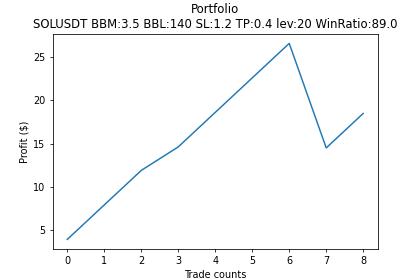 Portfolio
SOLUSDT BBM:3.5 BBL:140 SL:1.2 TP:0.4 lev:20 WinRatio:89.0
25
20
15
10
5
Profit ($)
0 1 2 3 4 5 6 7 8
Trade counts